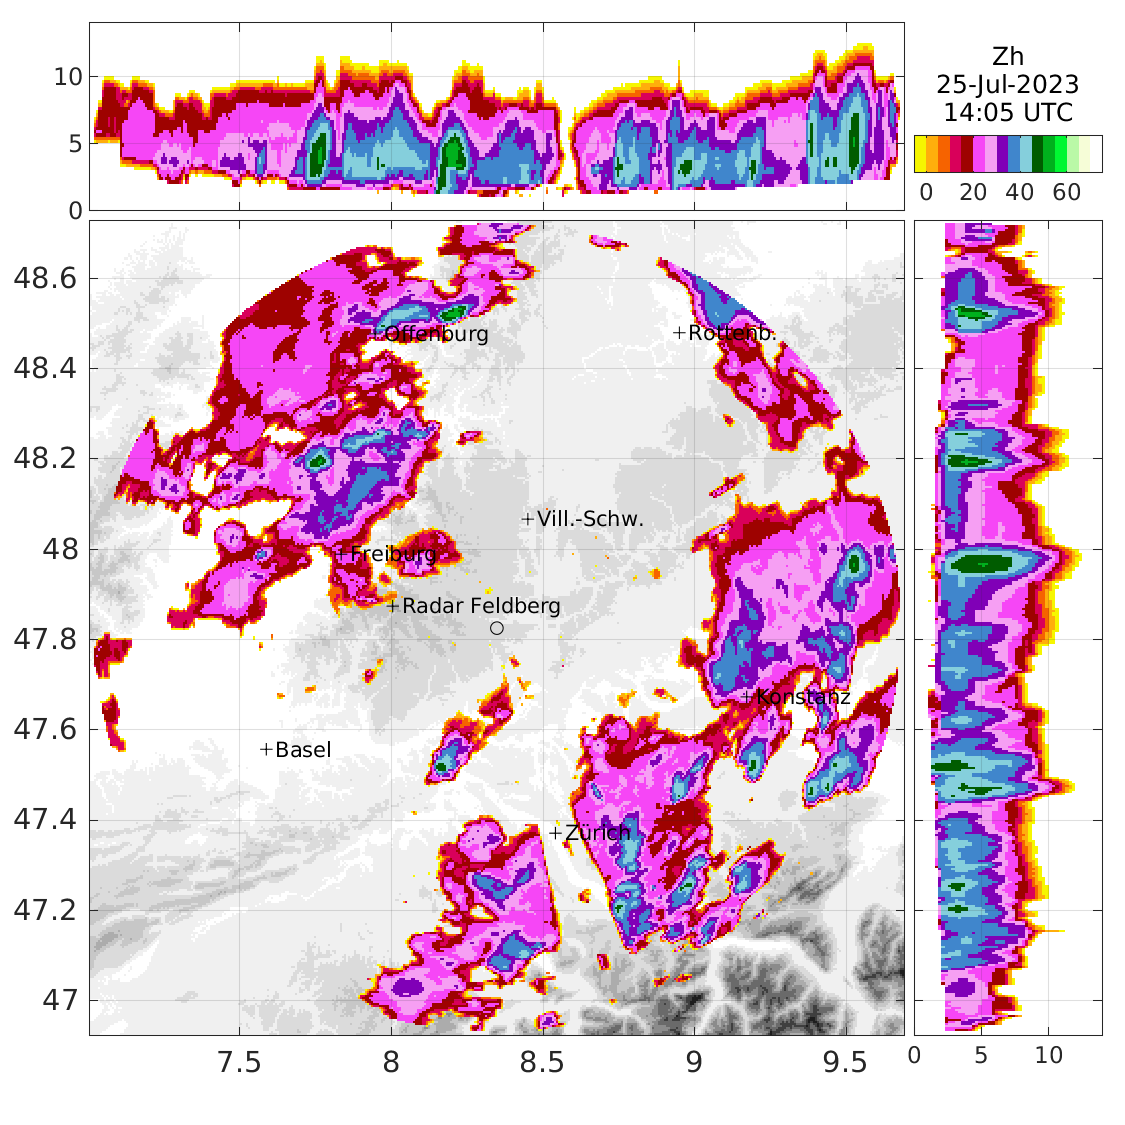 10
5
0
Zh
25-Jul-2023
14:05 UTC
0 20 40 60
48.6
48.4
48.2
48
47.8
47.6
47.4
47.2
47
+Offenburg
+Rottenb.
+Vill.-Schw.
+Freiburg
+Radar Feldberg
+Konstanz
+Basel
+Zürich
7.5 8 8.5 9 9.5
0 5 10